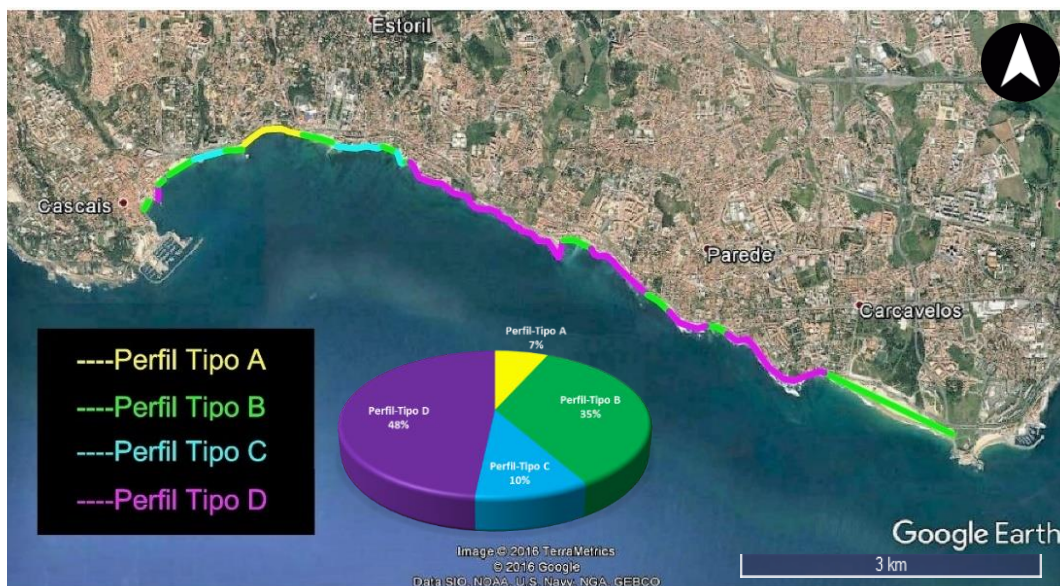 Estoril
Cascais
Parede
Carcavelos
----Perfil Tipo A
----Perfil Tipo B
----Perfil Tipo C
----Perfil Tipo D
Perfil-Tipo A
7%
Perfil-Tipo B
35%
Perfil-Tipo C
10%
Perfil-Tipo D
48%
Google Earth
Image © 2016 TerraMetrics
© 2016 Google
Data SIO, NOAA, U.S. Navy, NGA, GEBCO
3 km